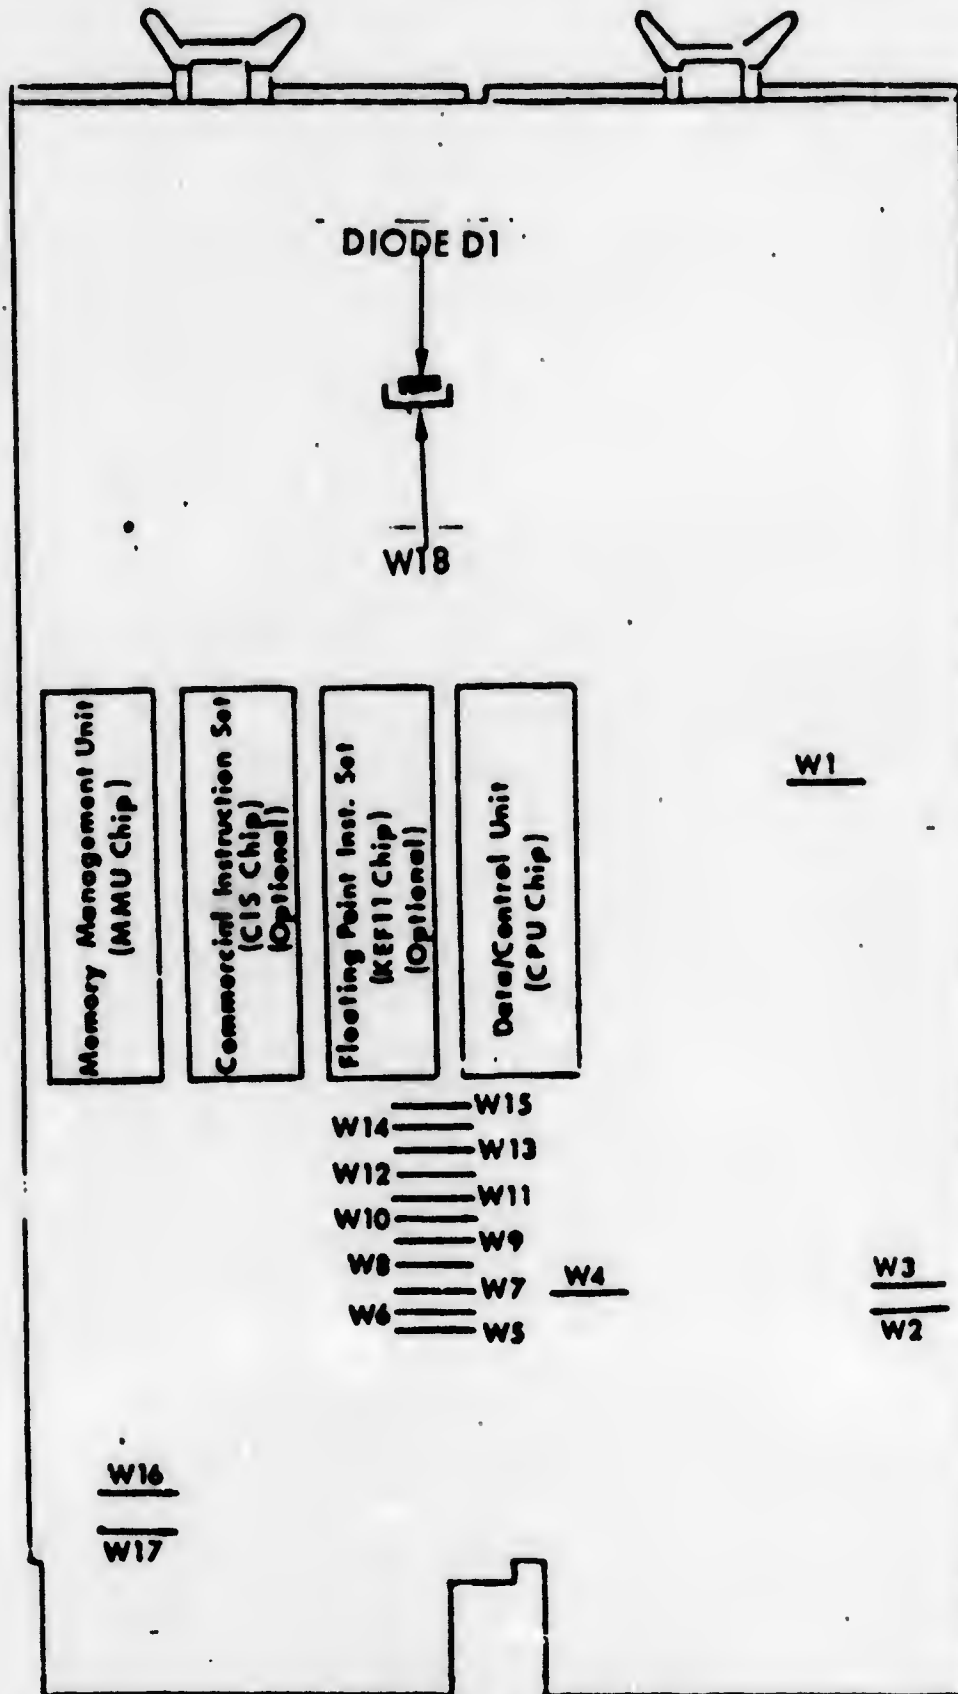 DIODE D1
W18
Memory Management Unit
(MMU Chip)
Commercial Instruction Set
(CIS Chip)
(Optional)
Floating Point Inst. Set
(KEF11 Chip)
(Optional)
Data/Control Unit
(CPU Chip)
W1
W15
W14
W13
W12
W11
W10
W9
W8
W7
W6
W5
W4
W3
W2
W16
W17